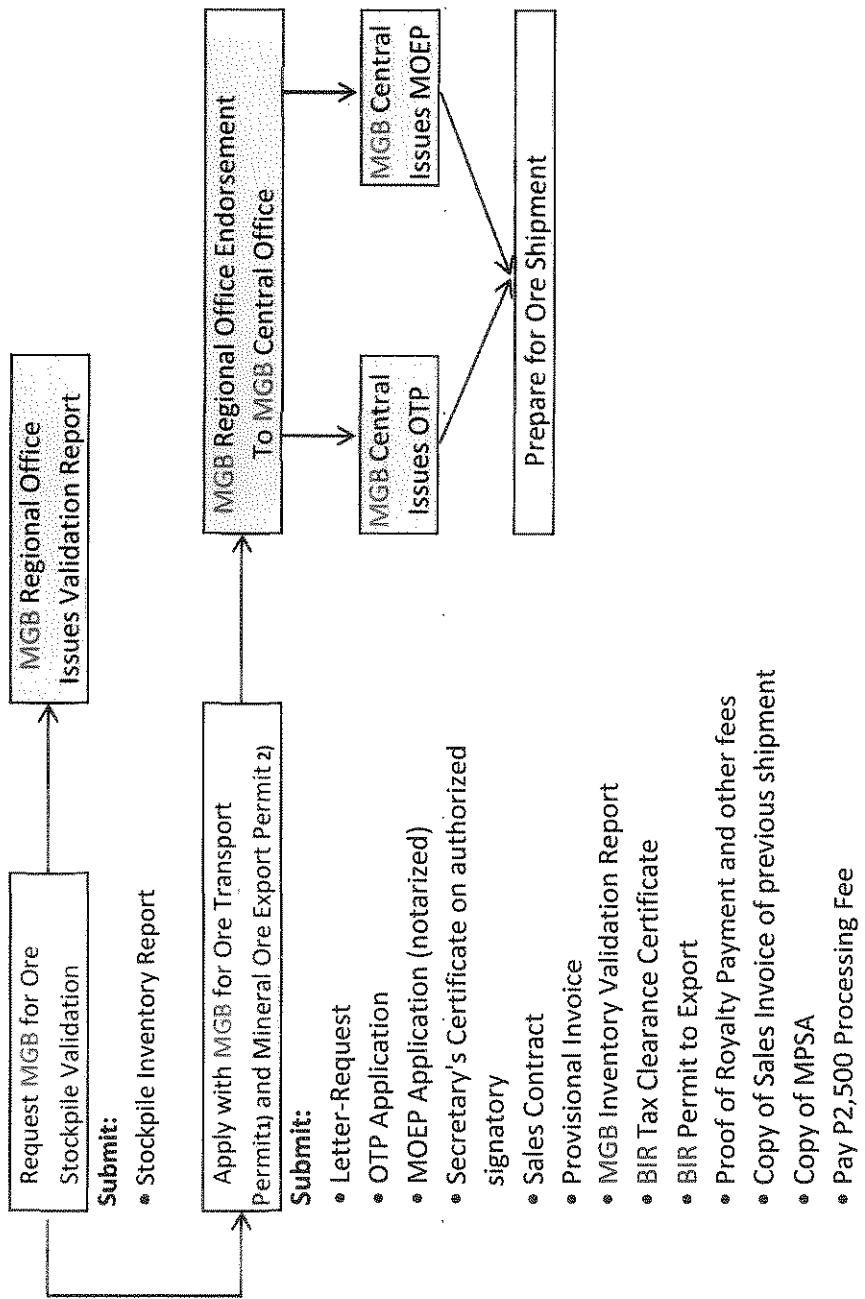 Request MGB for Ore
Stockpile Validation
MGB Regional Office
Issues Validation Report
Submit:
• Stockpile Inventory Report
Apply with MGB for Ore Transport
Permit1) and Mineral Ore Export Permit 2)
MGB Regional Office Endorsement
To MGB Central Office
Submit:
• Letter-Request
• OTP Application
• MOEP Application (notarized)
• Secretary's Certificate on authorized
signatory
• Sales Contract
• Provisional Invoice
• MGB Inventory Validation Report
• BIR Tax Clearance Certificate
• BIR Permit to Export
• Proof of Royalty Payment and other fees
• Copy of Sales Invoice of previous shipment
• Copy of MPSA
• Pay P2,500 Processing Fee
MGB Central
Issues OTP
MGB Central
Issues MOEP
Prepare for Ore Shipment